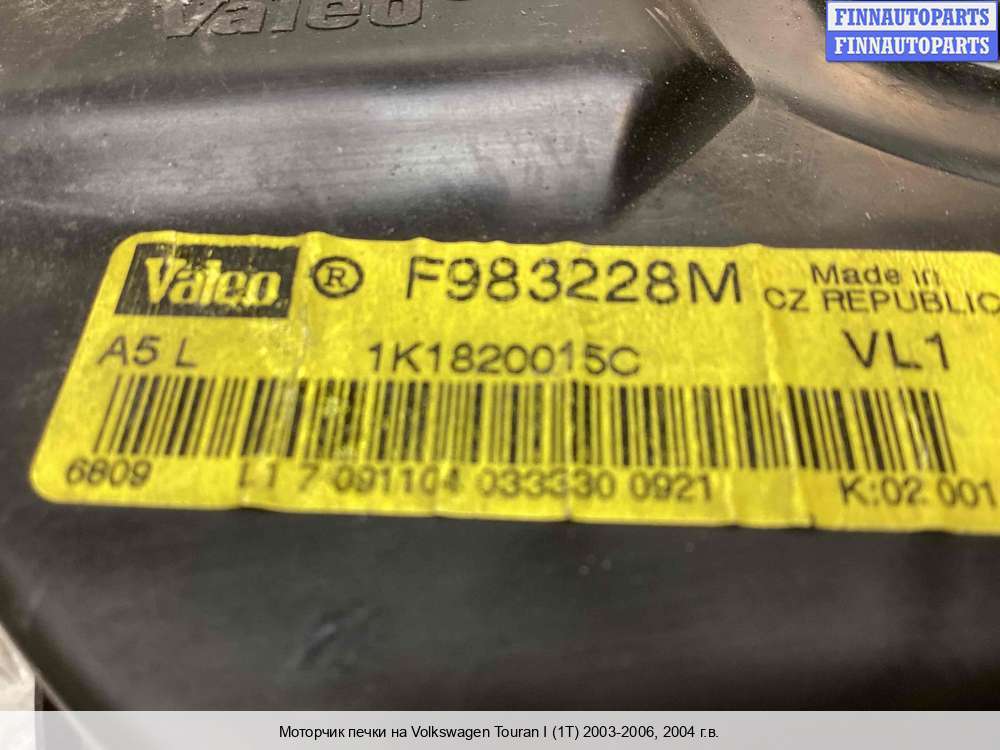 Valeo
FINNAUTOPARTS
FINNAUTOPARTS
Valeo ® F983228M Made in
CZ REPUBLIC
A5 L 1K1820015C VL1
6809 L1 7 091104 033330 0921 K:02 001
Моторчик печки на Volkswagen Touran I (1T) 2003-2006, 2004 г.в.